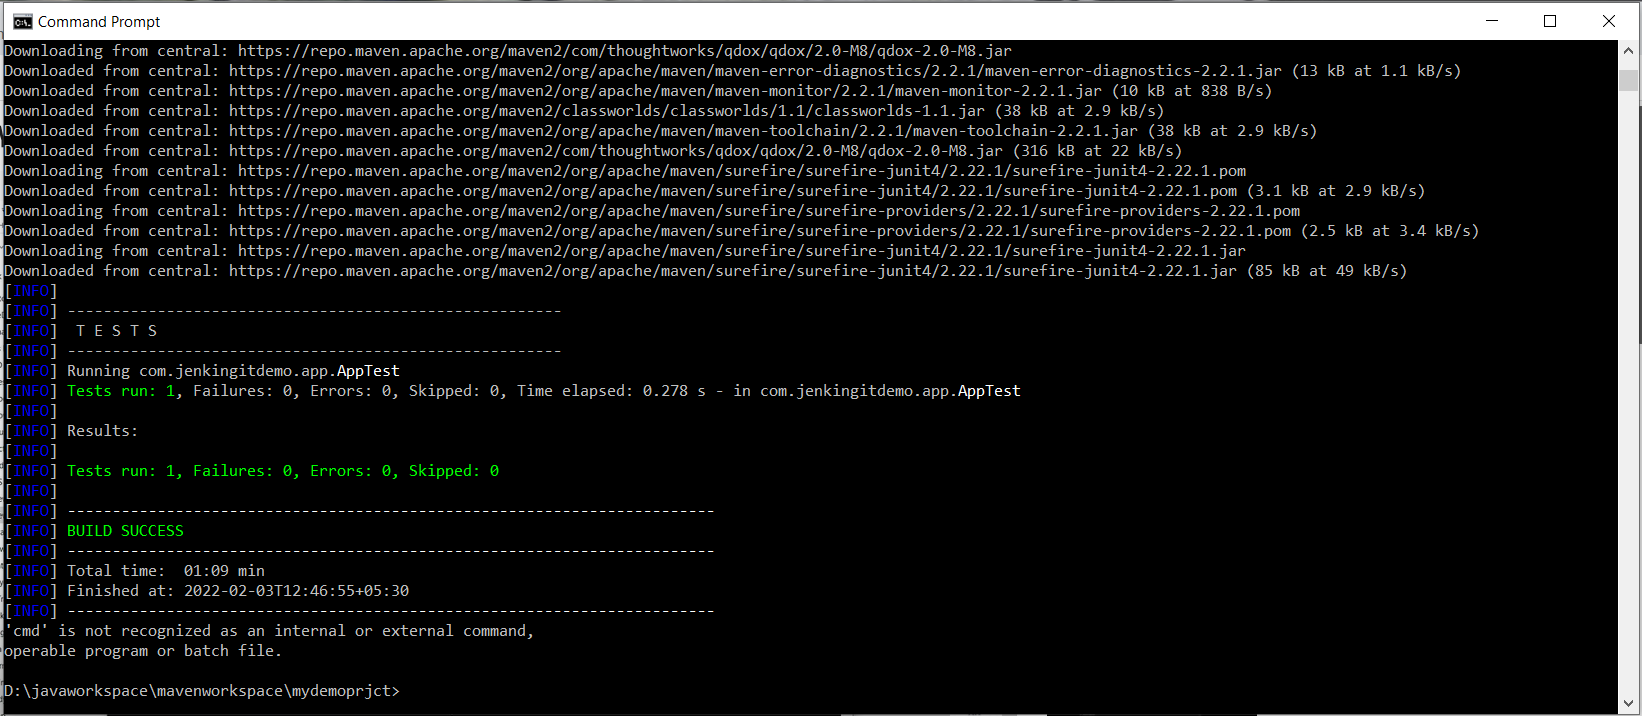 Command Prompt
Downloading from central: https://repo.maven.apache.org/maven2/com/thoughtworks/qdox/qdox/2.0-M8/qdox-2.0-M8.jar
Downloaded from central: https://repo.maven.apache.org/maven2/org/apache/maven/maven-error-diagnostics/2.2.1/maven-error-diagnostics-2.2.1.jar (13 kB at 1.1 kB/s)
Downloaded from central: https://repo.maven.apache.org/maven2/org/apache/maven/maven-monitor/2.2.1/maven-monitor-2.2.1.jar (10 kB at 838 B/s)
Downloaded from central: https://repo.maven.apache.org/maven2/classworlds/classworlds/1.1/classworlds-1.1.jar (38 kB at 2.9 kB/s)
Downloaded from central: https://repo.maven.apache.org/maven2/org/apache/maven/maven-toolchain/2.2.1/maven-toolchain-2.2.1.jar (38 kB at 2.9 kB/s)
Downloaded from central: https://repo.maven.apache.org/maven2/com/thoughtworks/qdox/qdox/2.0-M8/qdox-2.0-M8.jar (316 kB at 22 kB/s)
Downloading from central: https://repo.maven.apache.org/maven2/org/apache/maven/surefire/surefire-junit4/2.22.1/surefire-junit4-2.22.1.pom
Downloaded from central: https://repo.maven.apache.org/maven2/org/apache/maven/surefire/surefire-junit4/2.22.1/surefire-junit4-2.22.1.pom (3.1 kB at 2.9 kB/s)
Downloading from central: https://repo.maven.apache.org/maven2/org/apache/maven/surefire/surefire-providers/2.22.1/surefire-providers-2.22.1.pom
Downloaded from central: https://repo.maven.apache.org/maven2/org/apache/maven/surefire/surefire-providers/2.22.1/surefire-providers-2.22.1.pom (2.5 kB at 3.4 kB/s)
Downloading from central: https://repo.maven.apache.org/maven2/org/apache/maven/surefire/surefire-junit4/2.22.1/surefire-junit4-2.22.1.jar
Downloaded from central: https://repo.maven.apache.org/maven2/org/apache/maven/surefire/surefire-junit4/2.22.1/surefire-junit4-2.22.1.jar (85 kB at 49 kB/s)
[INFO]
[INFO] -------------------------------------------------------
[INFO]  T E S T S
[INFO] -------------------------------------------------------
[INFO] Running com.jenkingitdemo.app.AppTest
[INFO] Tests run: 1, Failures: 0, Errors: 0, Skipped: 0, Time elapsed: 0.278 s - in com.jenkingitdemo.app.AppTest
[INFO]
[INFO] Results:
[INFO]
[INFO] Tests run: 1, Failures: 0, Errors: 0, Skipped: 0
[INFO]
[INFO] ------------------------------------------------------------------------
[INFO] BUILD SUCCESS
[INFO] ------------------------------------------------------------------------
[INFO] Total time:  01:09 min
[INFO] Finished at: 2022-02-03T12:46:55+05:30
[INFO] ------------------------------------------------------------------------
'cmd' is not recognized as an internal or external command,
operable program or batch file.
D:\javaworkspace\mavenworkspace\mydemoprjct>